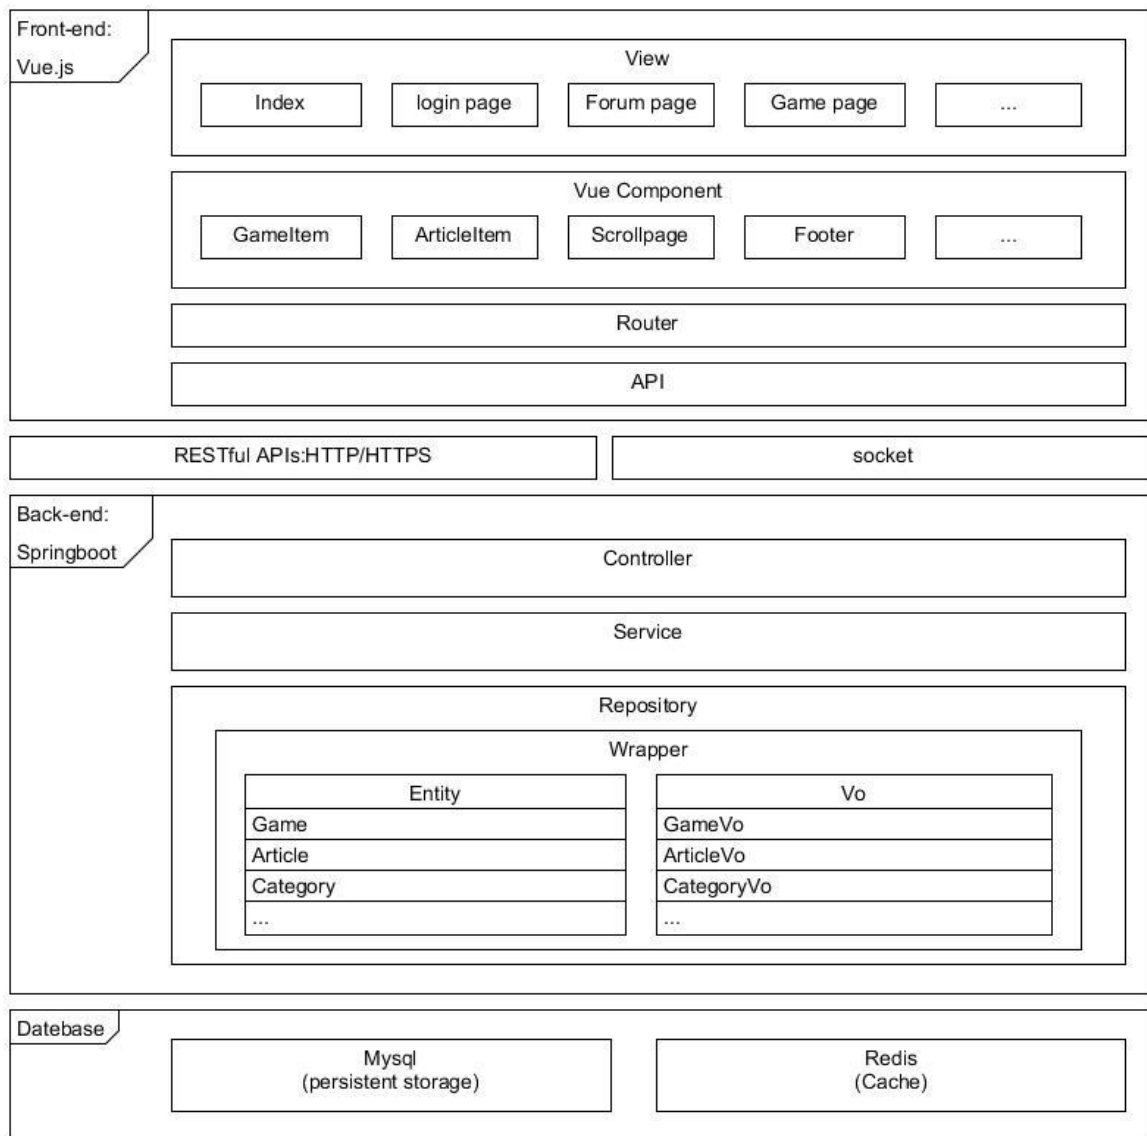 Front-end:
Vue.js
View
Index
login page
Forum page
Game page
...
Vue Component
GameItem
ArticleItem
Scrollpage
Footer
...
Router
API
RESTful APIs:HTTP/HTTPS
socket
Back-end:
Springboot
Controller
Service
Repository
Wrapper
Entity
Game
Article
Category
...
Vo
GameVo
ArticleVo
CategoryVo
...
Datebase
Mysql
(persistent storage)
Redis
(Cache)